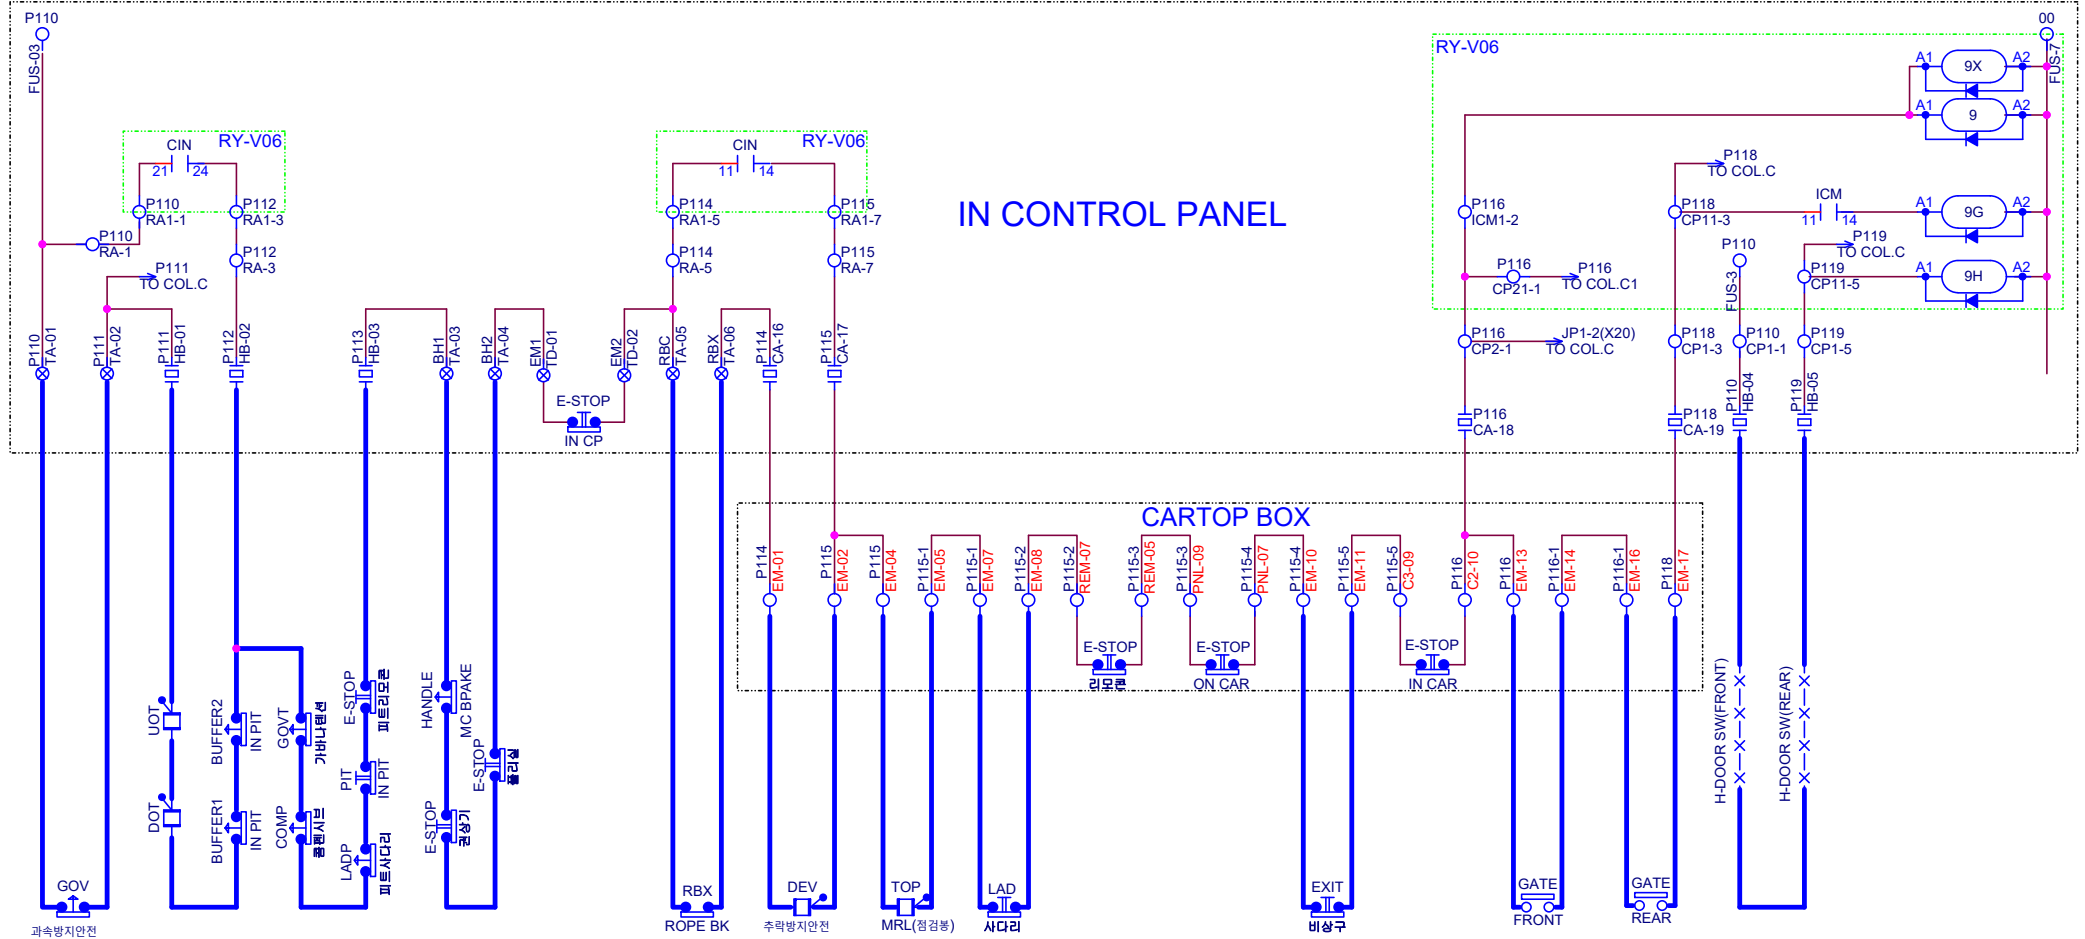 P110
FUS-03
RY-V06
CIN
21 24
P110
RA1-1
P112
RA1-3
P110
RA-1
P112
RA-3
P111
TO COL.C
RY-V06
CIN
11 14
P114
RA1-5
P115
RA1-7
P114
RA-5
P115
RA-7
IN CONTROL PANEL
RY-V06
00
FUS-7
A1 9X A2
A1 9 A2
P118
TO COL.C
P116
ICM1-2
P118
CP11-3
ICM
11 14
A1 9G A2
P110
FUS-3
P119
TO COL.C
P116
CP21-1
P116
TO COL.C1
P119
CP11-5
A1 9H A2
P116
CP2-1
JP1-2(X20)
TO COL.C
P118
CP1-3
P110
CP1-1
P119
CP1-5
P110
TA-01
P111
TA-02
P111
HB-01
P112
HB-02
P113
HB-03
BH1
TA-03
BH2
TA-04
EM1
TD-01
EM2
TD-02
RBC
TA-05
RBX
TA-06
P114
CA-16
P115
CA-17
E-STOP
IN CP
P116
CA-18
P118
CA-19
P110
HB-04
P119
HB-05
CARTOP BOX
P114
EM-01
P115
EM-02
P115
EM-04
P115-1
EM-05
P115-1
EM-07
P115-2
EM-08
P115-2
REM-07
P115-3
REM-05
P115-3
PNL-09
P115-4
PNL-07
P115-4
EM-10
P115-5
EM-11
P115-5
C3-09
P116
C2-10
P116
EM-13
P116-1
EM-14
P116-1
EM-16
P118
EM-17
E-STOP
리모콘
E-STOP
ON CAR
E-STOP
IN CAR
UOT
DOT
BUFFER2
IN PIT
BUFFER1
IN PIT
GOVT
가바나텐션
COMP
콤펜시브
E-STOP
피트리모콘
PIT
IN PIT
LADP
피트사다리
HANDLE
MC BPAKE
E-STOP
권상기
E-STOP
풀리실
H-DOOR SW(FRONT)
H-DOOR SW(REAR)
GOV
과속방지안전
RBX
ROPE BK
DEV
추락방지안전
TOP
MRL(점검봉)
LAD
사다리
EXIT
비상구
GATE
FRONT
GATE
REAR